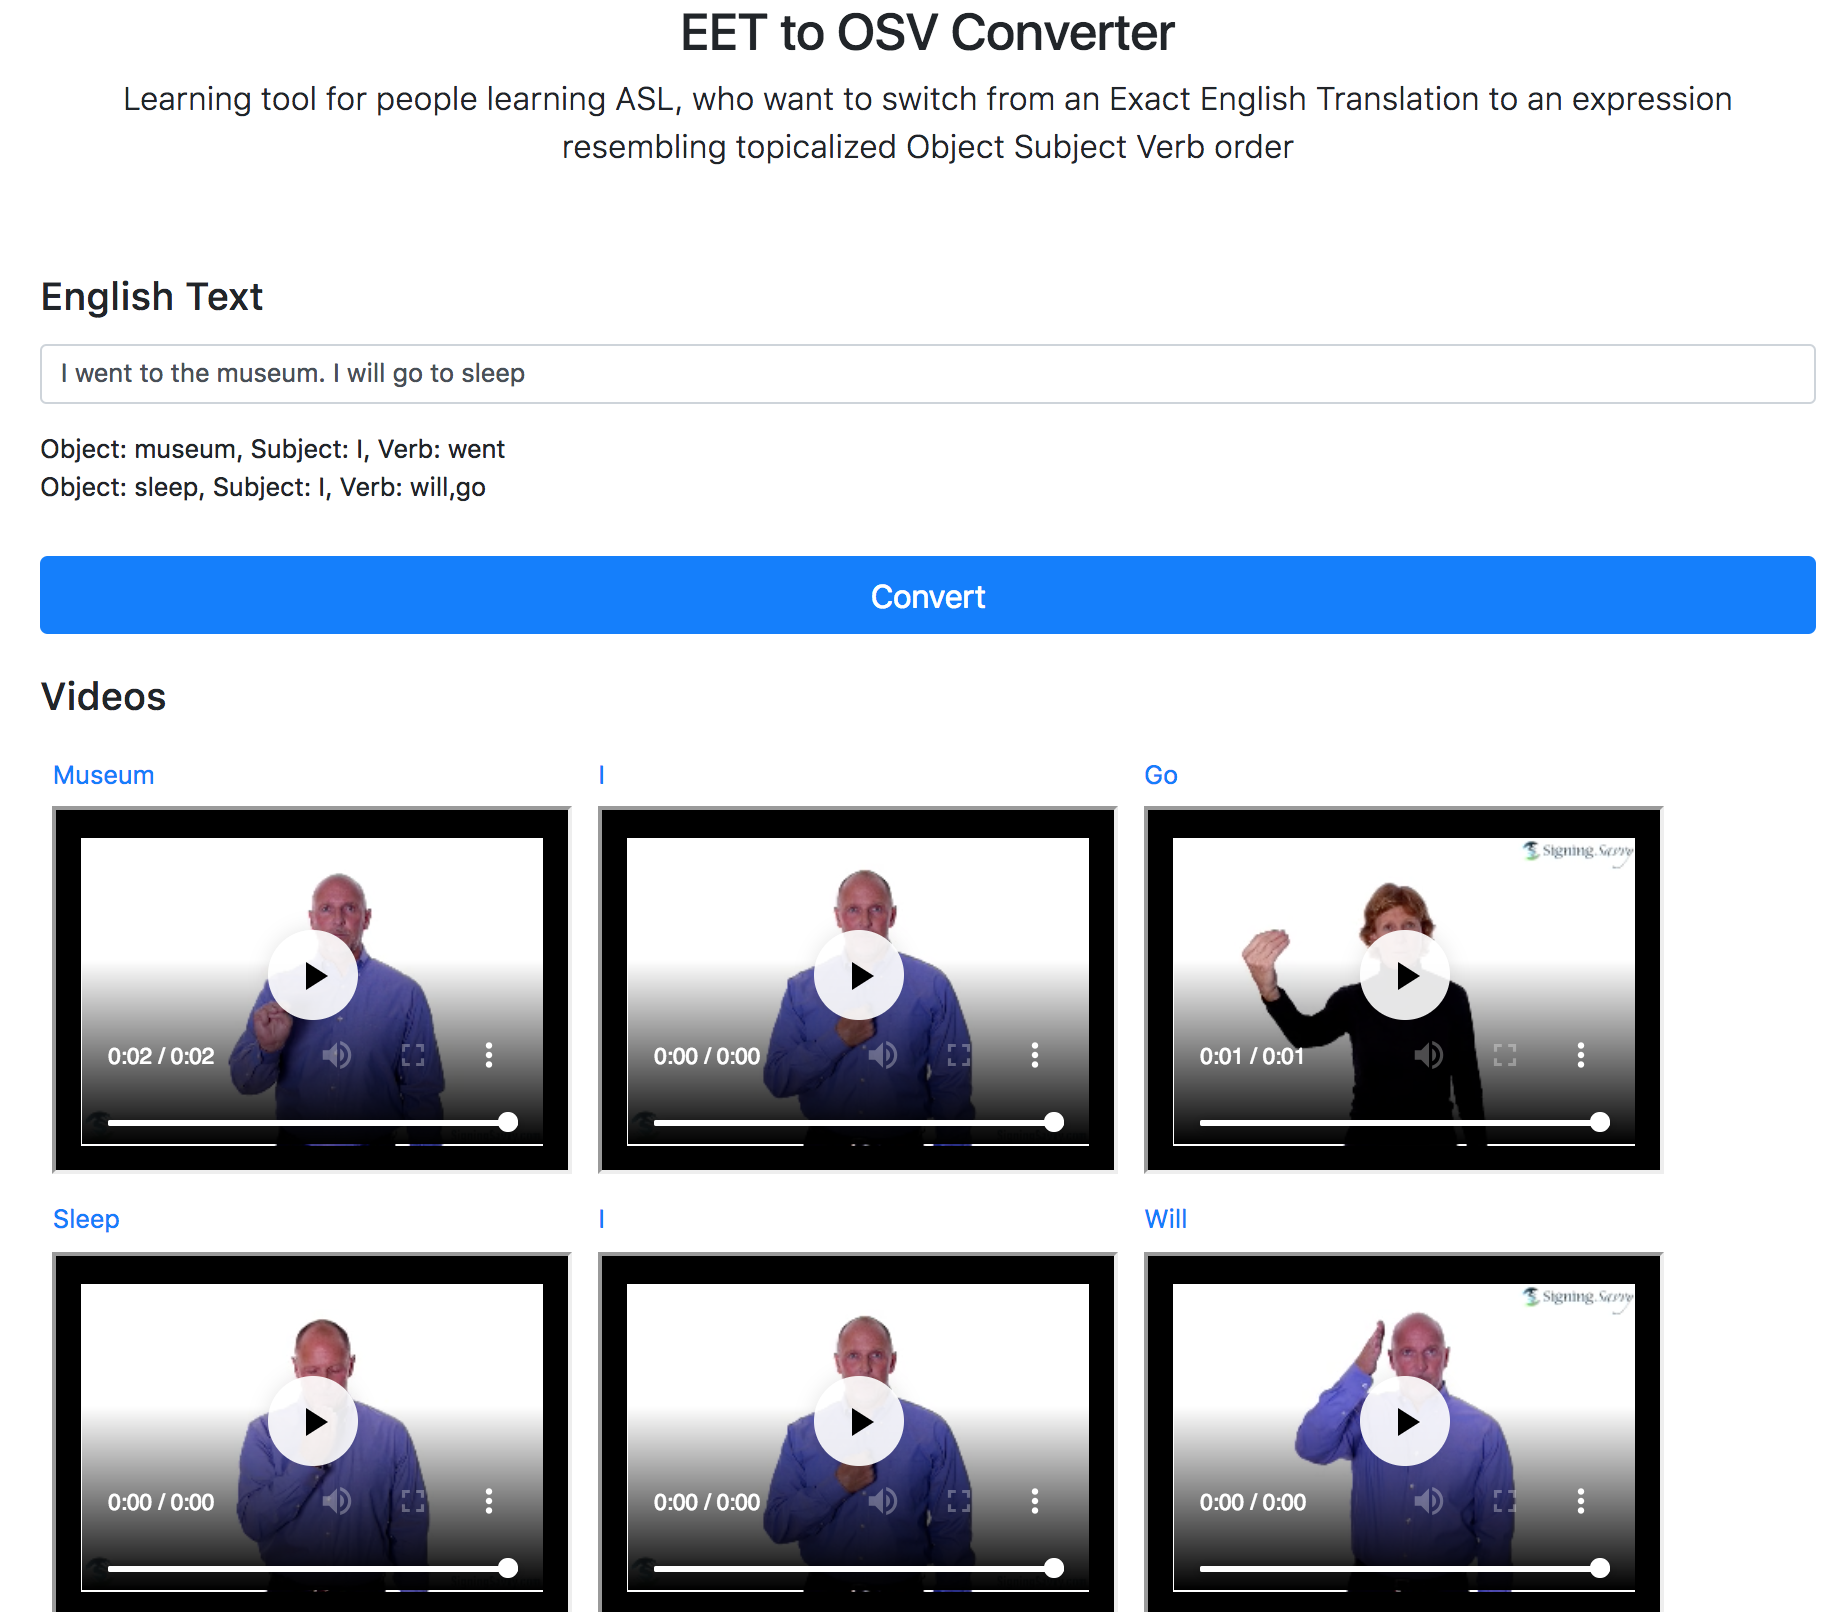 EET to OSV Converter
Learning tool for people learning ASL, who want to switch from an Exact English Translation to an expression
resembling topicalized Object Subject Verb order
English Text
I went to the museum. I will go to sleep
Object: museum, Subject: I, Verb: went
Object: sleep, Subject: I, Verb: will,go
Convert
Videos
Museum
I
Go
Signing Savvy
0:02 / 0:02
0:00 / 0:00
0:01 / 0:01
Sleep
I
Will
Signing Savvy
0:00 / 0:00
0:00 / 0:00
0:00 / 0:00